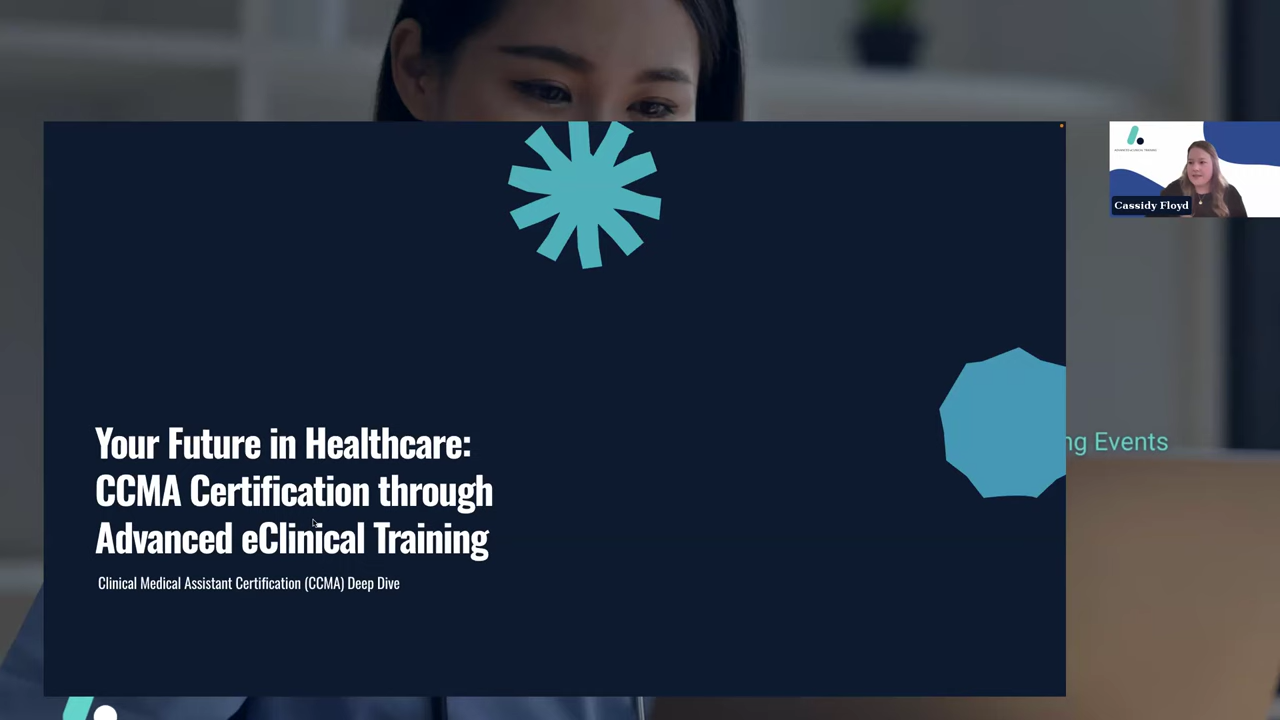 Your Future in Healthcare:
CCMA Certification through
Advanced eClinical Training
Clinical Medical Assistant Certification (CCMA) Deep Dive
Cassidy Floyd
Events